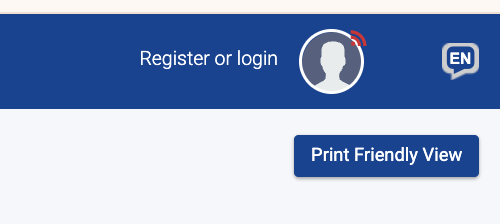 Register or login
EN
Print Friendly View